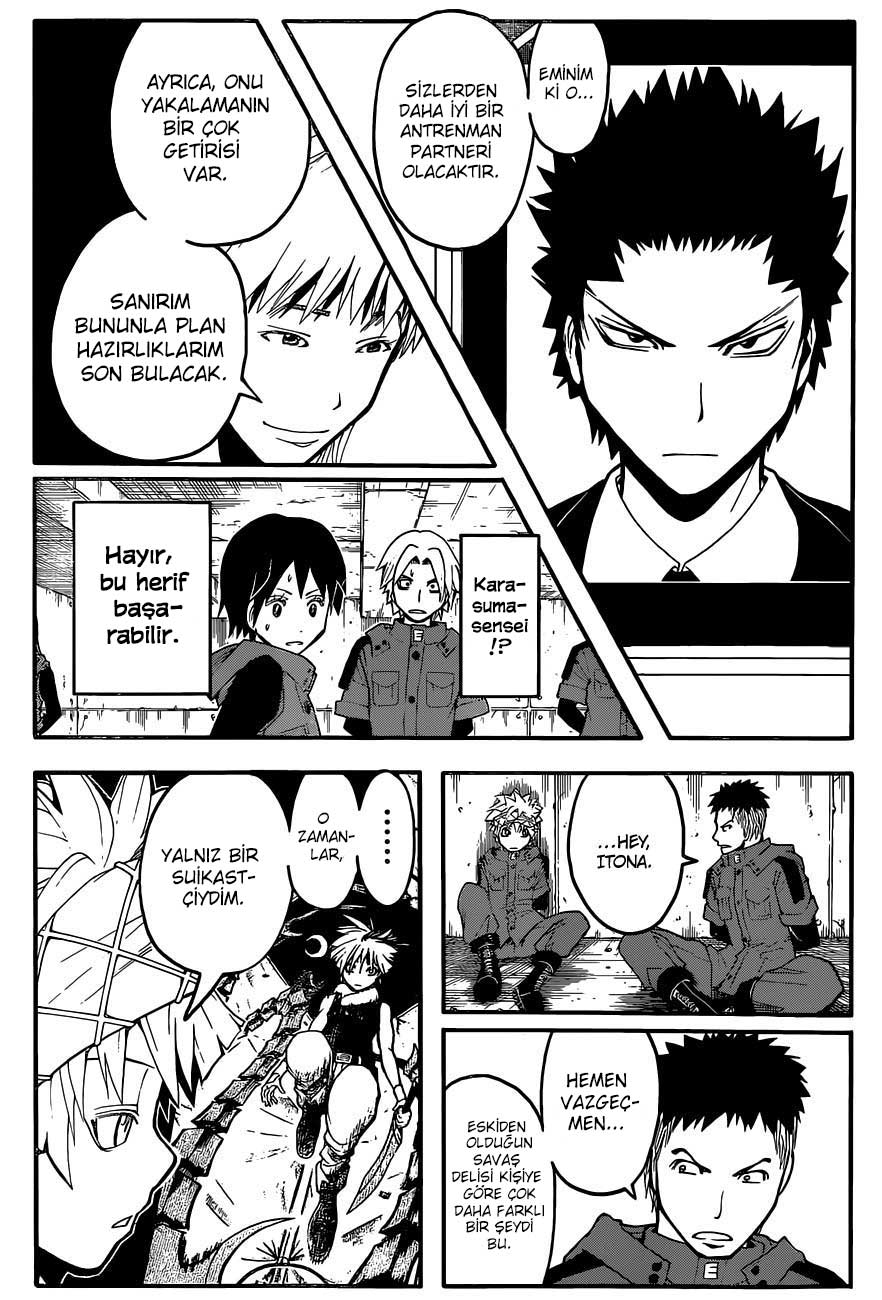 EMİNİM
Kİ O...
SİZLERDEN
DAHA İYİ BİR
ANTRENMAN
PARTNERİ
OLACAKTIR.
AYRICA, ONU
YAKALAMANIN
BİR ÇOK
GETİRİSİ
VAR.
SANIRIM
BUNUNLA PLAN
HAZIRLIKLARIM
SON BULACAK.
Kara-
suma-
sensei
!?
E
Hayır,
bu herif
başa-
rabilir.
...HEY,
ITONA.
E
HEMEN
VAZGEÇ-
MEN...
ESKİDEN
OLDUĞUN
SAVAŞ
DELİSİ KİŞİYE
GÖRE ÇOK
DAHA FARKLI
BİR ŞEYDİ
BU.
E
......
O
ZAMAN-
LAR,
YALNIZ BİR
SUİKAST-
ÇİYDİM.